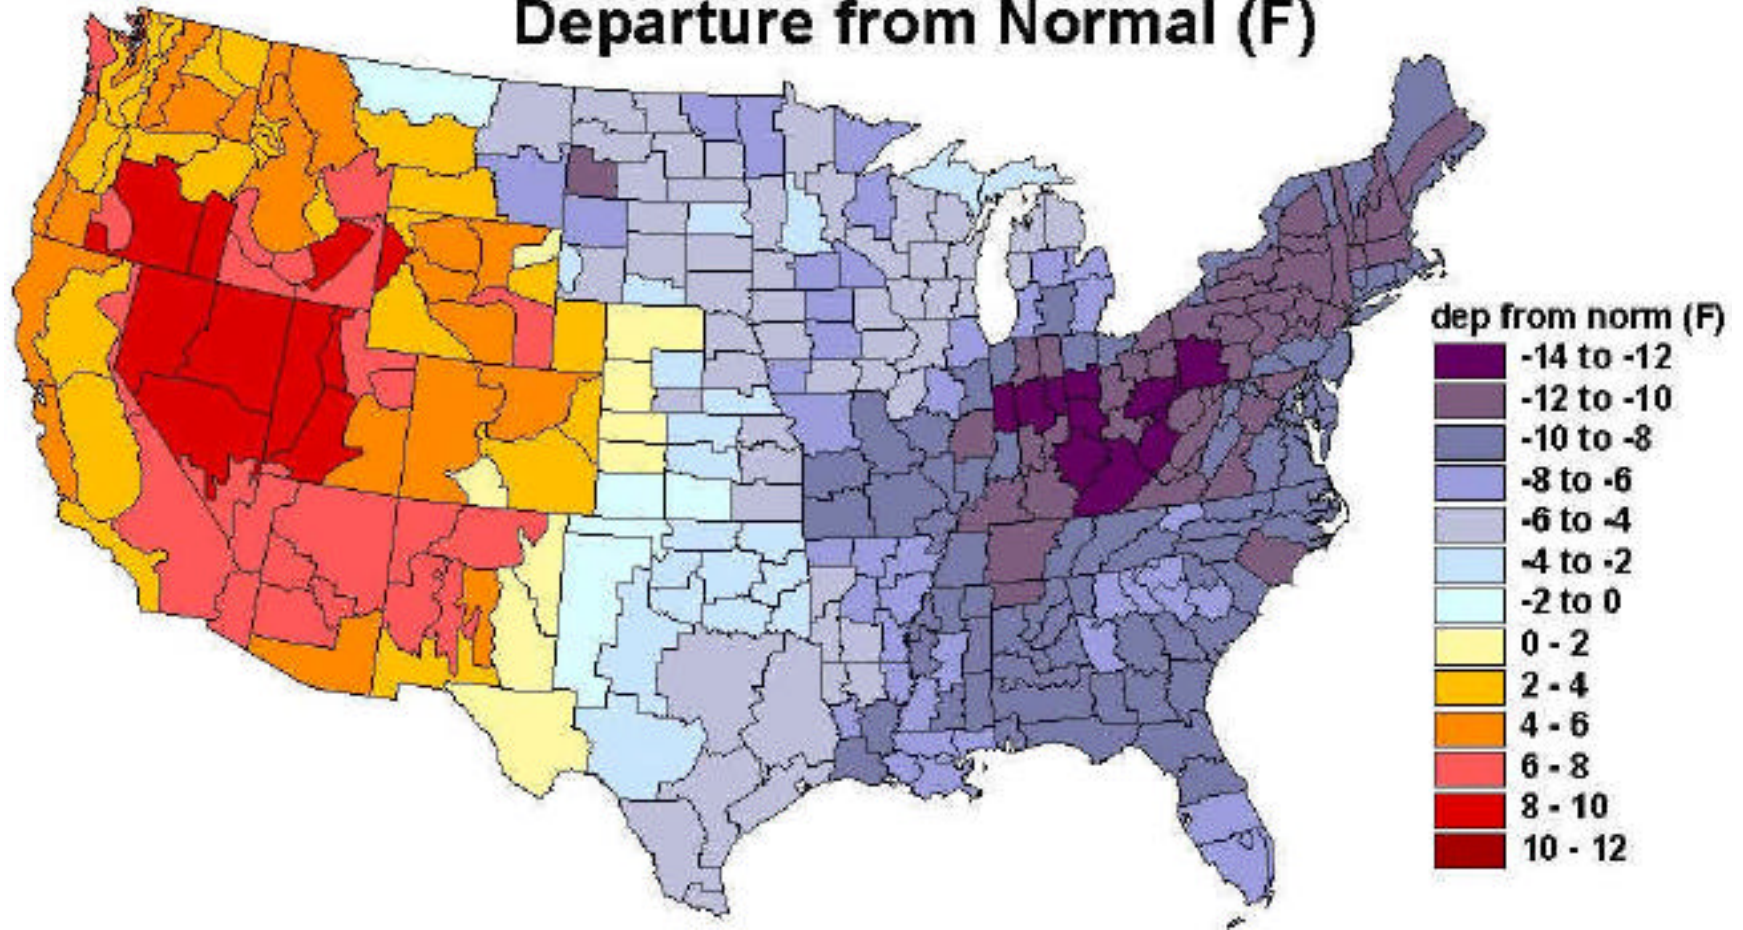 Departure from Normal (F)
dep from norm (F)
-14 to -12
-12 to -10
-10 to -8
-8 to -6
-6 to -4
-4 to -2
-2 to 0
0 - 2
2 - 4
4 - 6
6 - 8
8 - 10
10 - 12